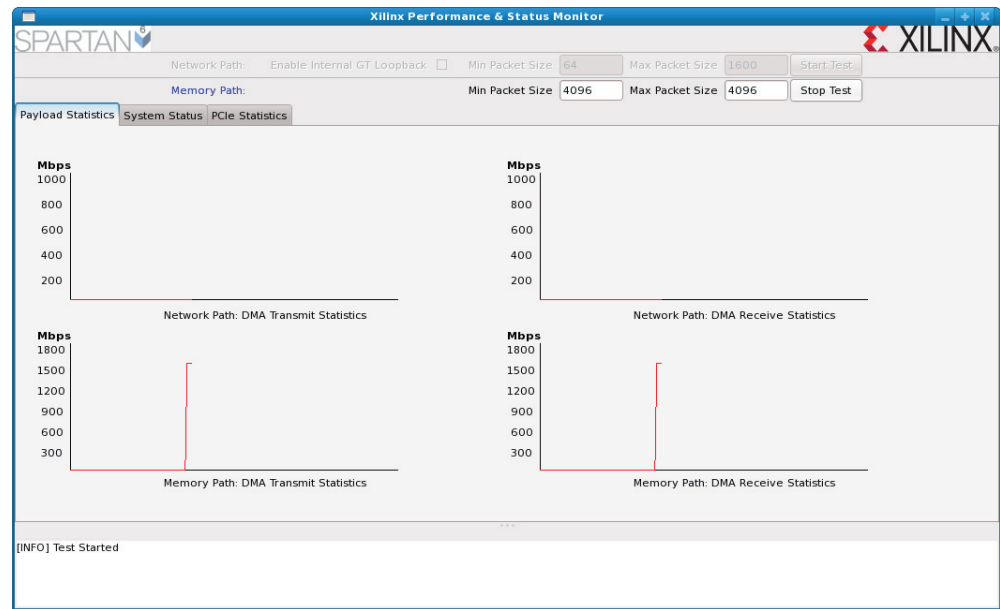 Xilinx Performance & Status Monitor
SPARTAN 6
XILINX®
Network Path: Enable Internal GT Loopback Min Packet Size 64 Max Packet Size 1600 Start Test
Memory Path: Min Packet Size 4096 Max Packet Size 4096 Stop Test
Payload Statistics System Status PCIe Statistics
Mbps
1000
800
600
400
200
Network Path: DMA Transmit Statistics
Mbps
1000
800
600
400
200
Network Path: DMA Receive Statistics
Mbps
1800
1500
1200
900
600
300
Memory Path: DMA Transmit Statistics
Mbps
1800
1500
1200
900
600
300
Memory Path: DMA Receive Statistics
[INFO] Test Started